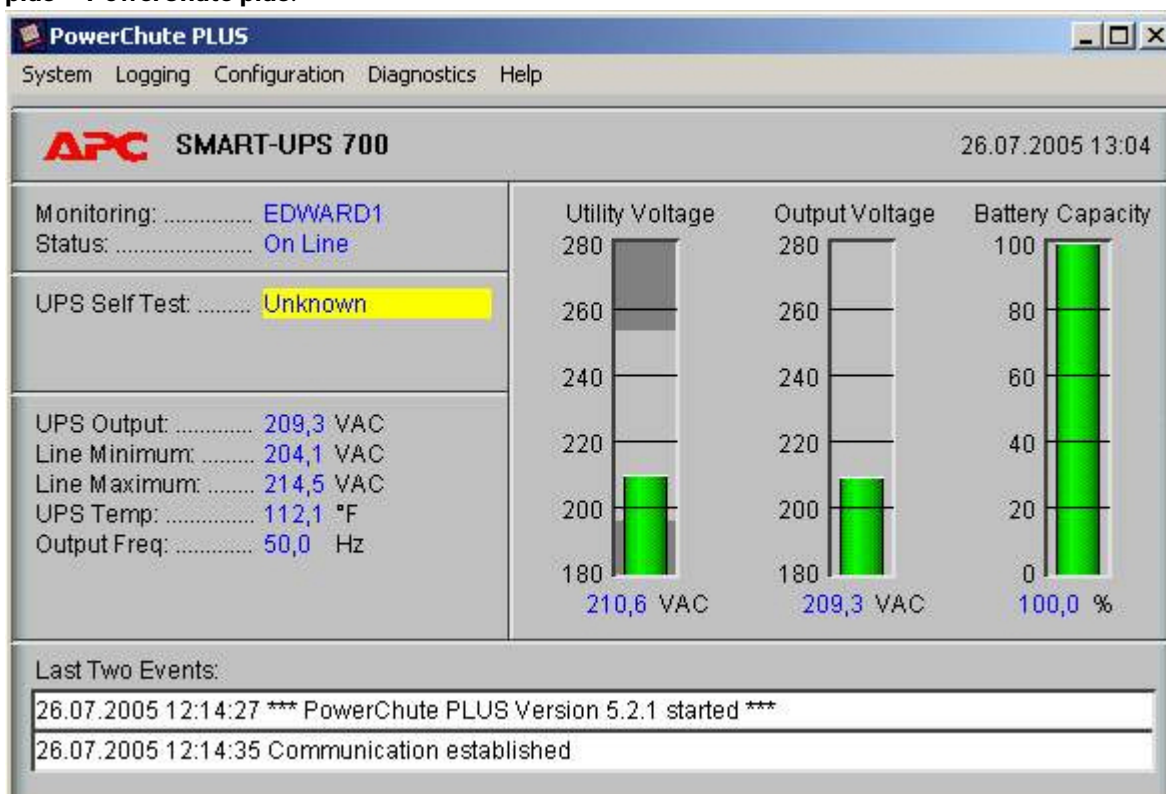 PowerChute PLUS
System Logging Configuration Diagnostics Help
APC SMART-UPS 700 26.07.2005 13:04
Monitoring: .............. EDWARD1
Status: ...................... On Line
UPS Self Test: ......... Unknown
UPS Output: ............ 209,3 VAC
Line Minimum: ......... 204,1 VAC
Line Maximum: ........ 214,5 VAC
UPS Temp: .............. 112,1 °F
Output Freq: ............ 50,0 Hz
Utility Voltage
280
260
240
220
200
180
210,6 VAC
Output Voltage
280
260
240
220
200
180
209,3 VAC
Battery Capacity
100
80
60
40
20
0
100,0 %
Last Two Events:
26.07.2005 12:14:27 *** PowerChute PLUS Version 5.2.1 started ***
26.07.2005 12:14:35 Communication established